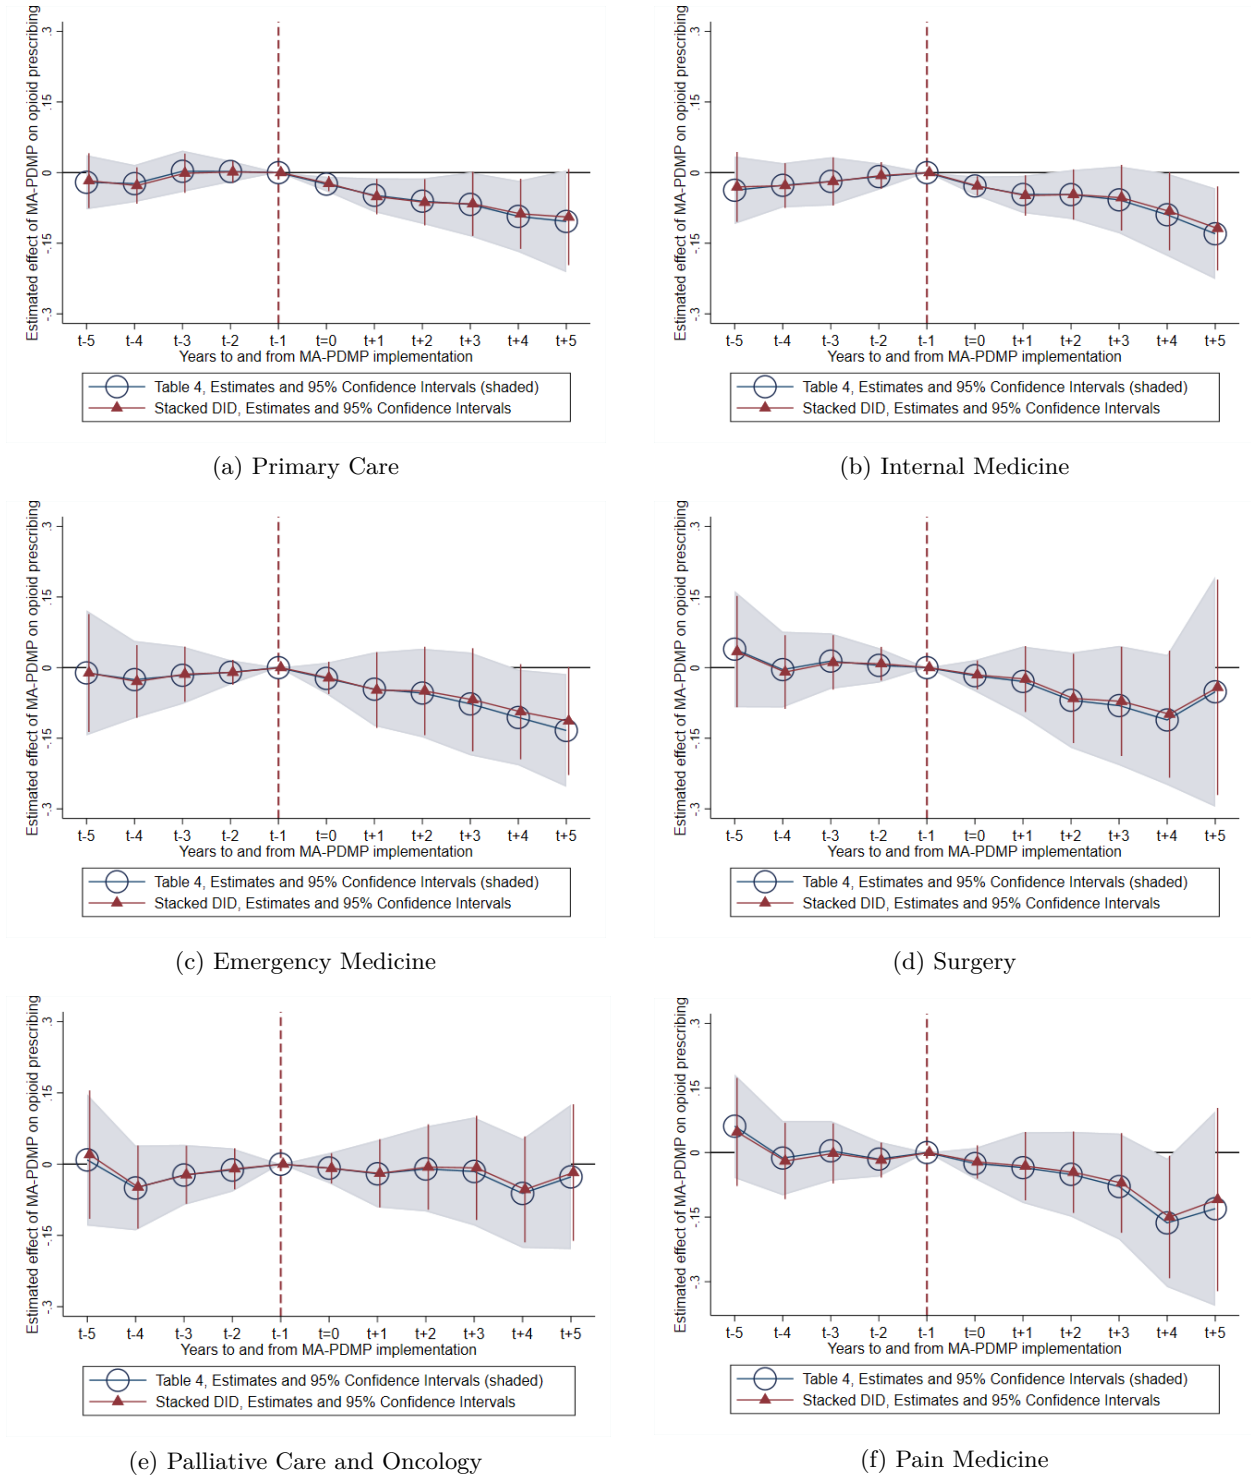 Estimated effect of MA-PDMP on opioid prescribing
.3
.15
0
-.15
-.3
t-5 t-4 t-3 t-2 t-1 t=0 t+1 t+2 t+3 t+4 t+5
Years to and from MA-PDMP implementation
Table 4, Estimates and 95% Confidence Intervals (shaded)
Stacked DID, Estimates and 95% Confidence Intervals
(a) Primary Care
Estimated effect of MA-PDMP on opioid prescribing
.3
.15
0
-.15
-.3
t-5 t-4 t-3 t-2 t-1 t=0 t+1 t+2 t+3 t+4 t+5
Years to and from MA-PDMP implementation
Table 4, Estimates and 95% Confidence Intervals (shaded)
Stacked DID, Estimates and 95% Confidence Intervals
(b) Internal Medicine
Estimated effect of MA-PDMP on opioid prescribing
.3
.15
0
-.15
-.3
t-5 t-4 t-3 t-2 t-1 t=0 t+1 t+2 t+3 t+4 t+5
Years to and from MA-PDMP implementation
Table 4, Estimates and 95% Confidence Intervals (shaded)
Stacked DID, Estimates and 95% Confidence Intervals
(c) Emergency Medicine
Estimated effect of MA-PDMP on opioid prescribing
.3
.15
0
-.15
-.3
t-5 t-4 t-3 t-2 t-1 t=0 t+1 t+2 t+3 t+4 t+5
Years to and from MA-PDMP implementation
Table 4, Estimates and 95% Confidence Intervals (shaded)
Stacked DID, Estimates and 95% Confidence Intervals
(d) Surgery
Estimated effect of MA-PDMP on opioid prescribing
.3
.15
0
-.15
-.3
t-5 t-4 t-3 t-2 t-1 t=0 t+1 t+2 t+3 t+4 t+5
Years to and from MA-PDMP implementation
Table 4, Estimates and 95% Confidence Intervals (shaded)
Stacked DID, Estimates and 95% Confidence Intervals
(e) Palliative Care and Oncology
Estimated effect of MA-PDMP on opioid prescribing
.3
.15
0
-.15
-.3
t-5 t-4 t-3 t-2 t-1 t=0 t+1 t+2 t+3 t+4 t+5
Years to and from MA-PDMP implementation
Table 4, Estimates and 95% Confidence Intervals (shaded)
Stacked DID, Estimates and 95% Confidence Intervals
(f) Pain Medicine